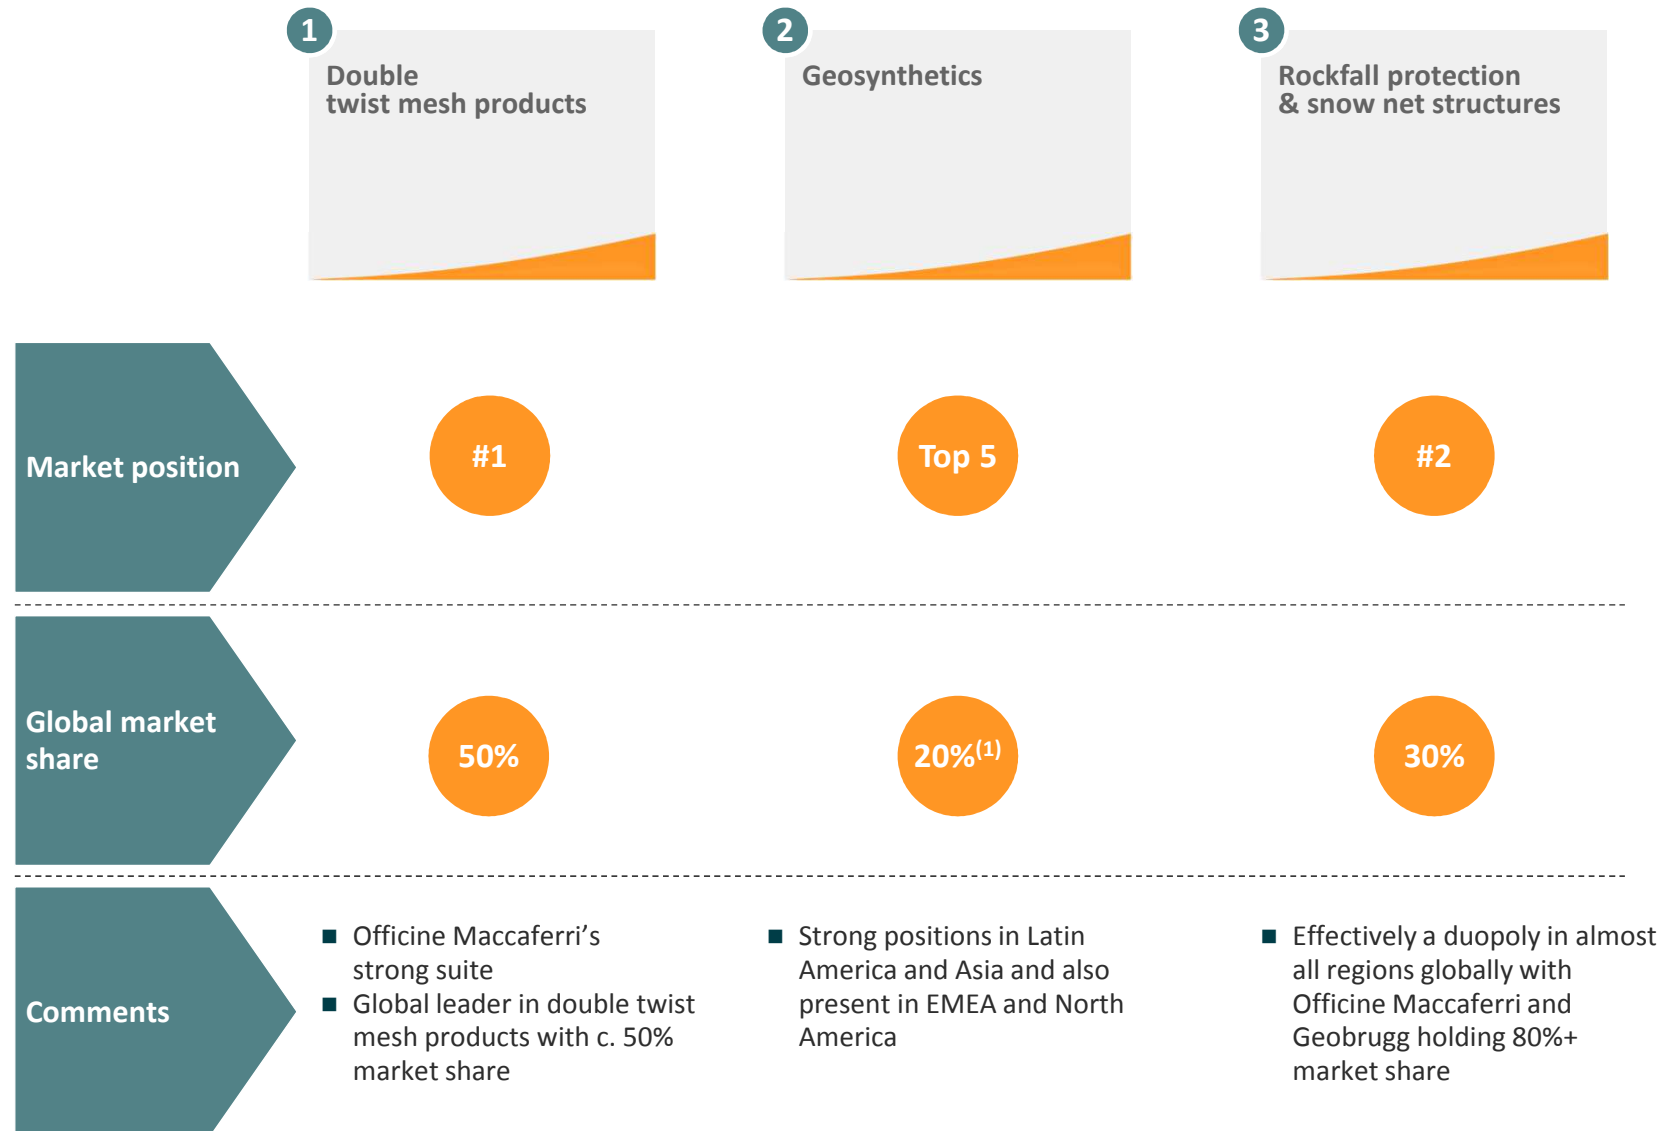 1
Double
twist mesh products
2
Geosynthetics
3
Rockfall protection
& snow net structures
Market position
#1
Top 5
#2
Global market
share
50%
20%(1)
30%
Comments
■ Officine Maccaferri’s
strong suite
■ Global leader in double twist
mesh products with c. 50%
market share
■ Strong positions in Latin
America and Asia and also
present in EMEA and North
America
■ Effectively a duopoly in almost
all regions globally with
Officine Maccaferri and
Geobrugg holding 80%+
market share